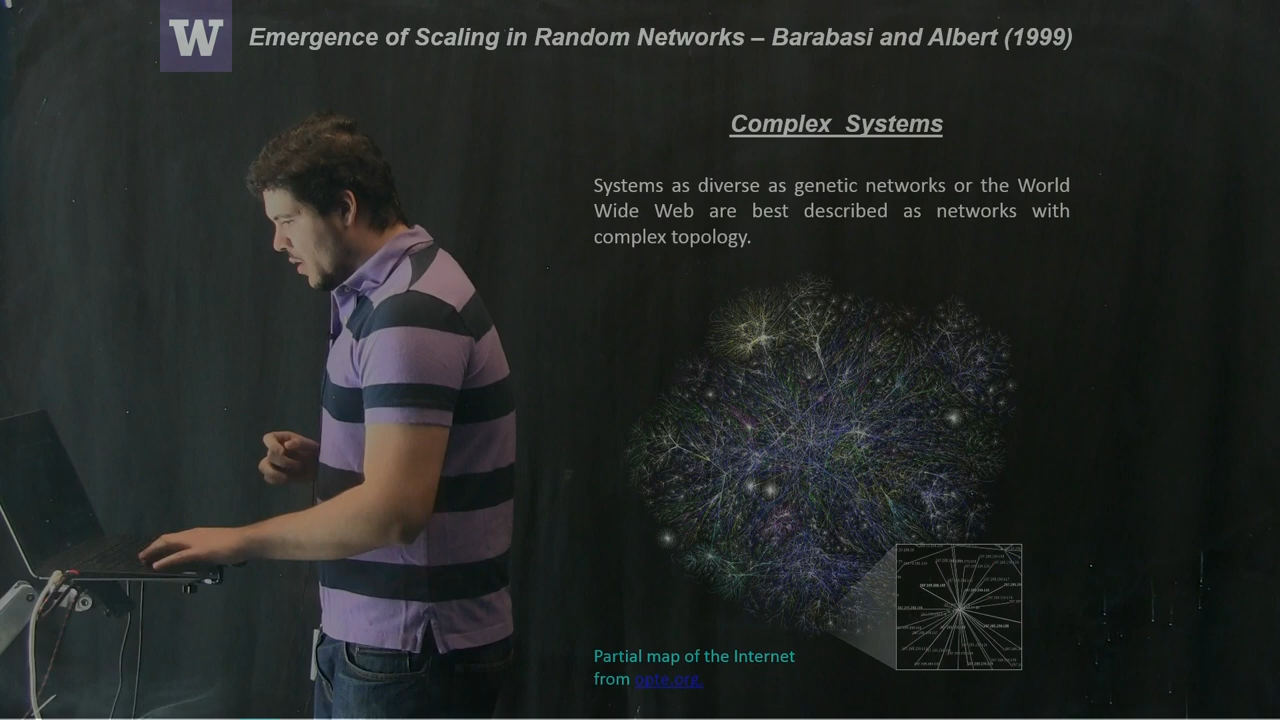 W
Emergence of Scaling in Random Networks – Barabasi and Albert (1999)
Complex Systems
Systems as diverse as genetic networks or the World
Wide Web are best described as networks with
complex topology.
Partial map of the Internet
from opte.org.